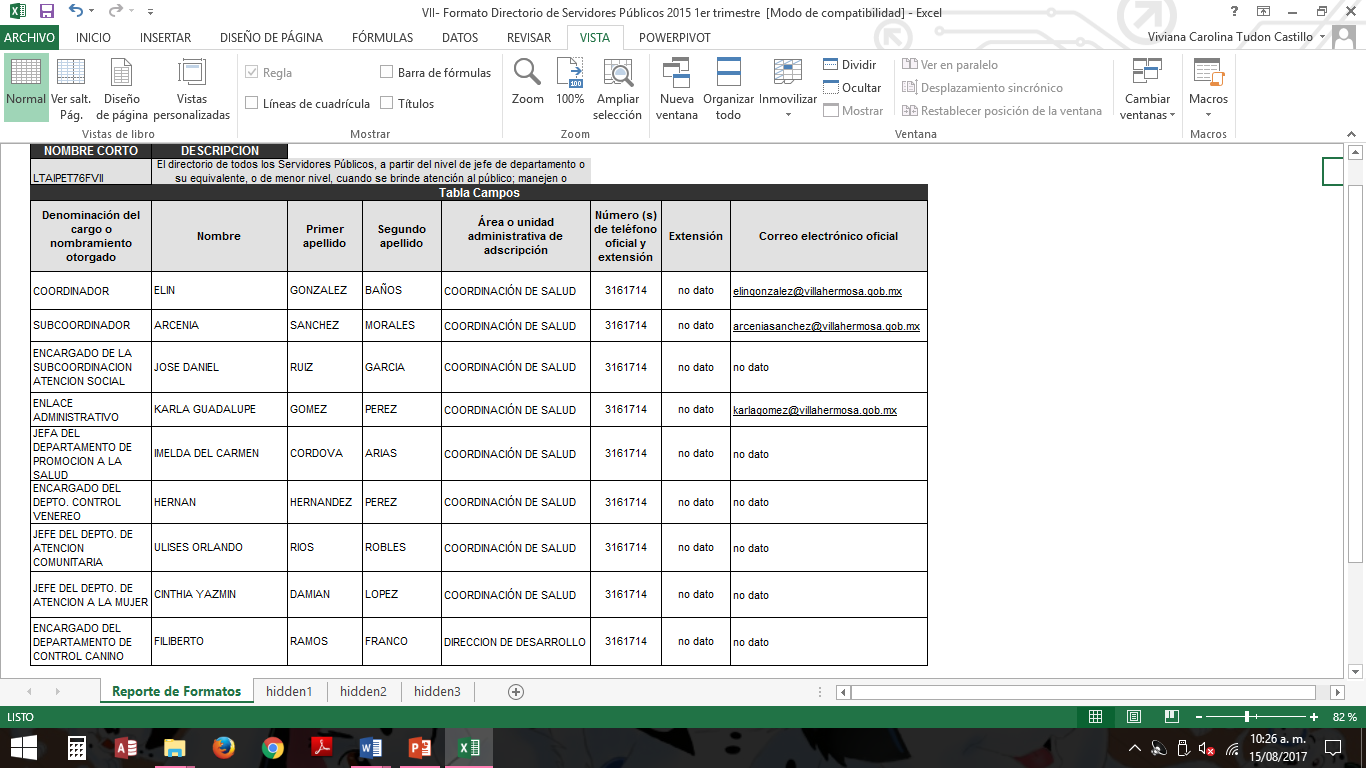 VII- Formato Directorio de Servidores Públicos 2015 1er trimestre [Modo de compatibilidad] - Excel
ARCHIVO INICIO INSERTAR DISEÑO DE PÁGINA FÓRMULAS DATOS REVISAR VISTA POWERPIVOT Viviana Carolina Tudon Castillo
Normal
Ver salt. Pág.
Diseño de página
Vistas personalizadas
Vistas de libro
Regla
Barra de fórmulas
Líneas de cuadrícula
Títulos
Mostrar
Zoom
100
100%
Ampliar selección
Zoom
Nueva ventana
Organizar todo
Inmovilizar
Dividir
Ocultar
Mostrar
Ver en paralelo
Desplazamiento sincrónico
Restablecer posición de la ventana
Cambiar ventanas
Ventana
Macros
Macros
NOMBRE CORTO DESCRIPCION
LTAIPET76FVII
El directorio de todos los Servidores Públicos, a partir del nivel de jefe de departamento o
su equivalente, o de menor nivel, cuando se brinde atención al público; manejen o
Tabla Campos
Denominación del cargo o nombramiento otorgado Nombre Primer apellido Segundo apellido Área o unidad administrativa de adscripción Número (s) de teléfono oficial y extensión Extensión Correo electrónico oficial
COORDINADOR ELIN GONZALEZ BAÑOS COORDINACIÓN DE SALUD 3161714 no dato elingonzalez@villahermosa.gob.mx
SUBCOORDINADOR ARCENIA SANCHEZ MORALES COORDINACIÓN DE SALUD 3161714 no dato arceniasanchez@villahermosa.gob.mx
ENCARGADO DE LA SUBCOORDINACION ATENCION SOCIAL JOSE DANIEL RUIZ GARCIA COORDINACIÓN DE SALUD 3161714 no dato no dato
ENLACE ADMINISTRATIVO KARLA GUADALUPE GOMEZ PEREZ COORDINACIÓN DE SALUD 3161714 no dato karlagomez@villahermosa.gob.mx
JEFA DEL DEPARTAMENTO DE PROMOCION A LA SALUD IMELDA DEL CARMEN CORDOVA ARIAS COORDINACIÓN DE SALUD 3161714 no dato no dato
ENCARGADO DEL DEPTO. CONTROL VENEREO HERNAN HERNANDEZ PEREZ COORDINACIÓN DE SALUD 3161714 no dato no dato
JEFE DEL DEPTO. DE ATENCION COMUNITARIA ULISES ORLANDO RIOS ROBLES COORDINACIÓN DE SALUD 3161714 no dato no dato
JEFE DEL DEPTO. DE ATENCION A LA MUJER CINTHIA YAZMIN DAMIAN LOPEZ COORDINACIÓN DE SALUD 3161714 no dato no dato
ENCARGADO DEL DEPARTAMENTO DE CONTROL CANINO FILIBERTO RAMOS FRANCO DIRECCION DE DESARROLLO 3161714 no dato no dato
Reporte de Formatos hidden1 hidden2 hidden3
LISTO 82 %
10:26 a. m.
15/08/2017